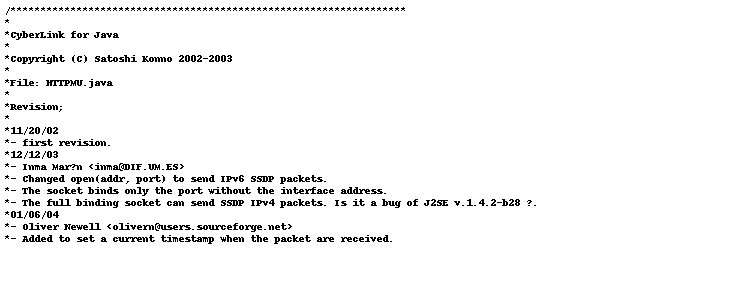 /******************************************************************
*
*CyberLink for Java
*
*Copyright (C) Satoshi Konno 2002-2003
*
*File: HTTPMU.java
*
*Revision;
*
*11/20/02
*- first revision.
*12/12/03
*- Inma Mar?n <inma@DIF.UM.ES>
*- Changed open(addr, port) to send IPv6 SSDP packets.
*- The socket binds only the port without the interface address.
*- The full binding socket can send SSDP IPv4 packets. Is it a bug of J2SE v.1.4.2-b28 ?.
*01/06/04
*- Oliver Newell <olivern@users.sourceforge.net>
*- Added to set a current timestamp when the packet are received.